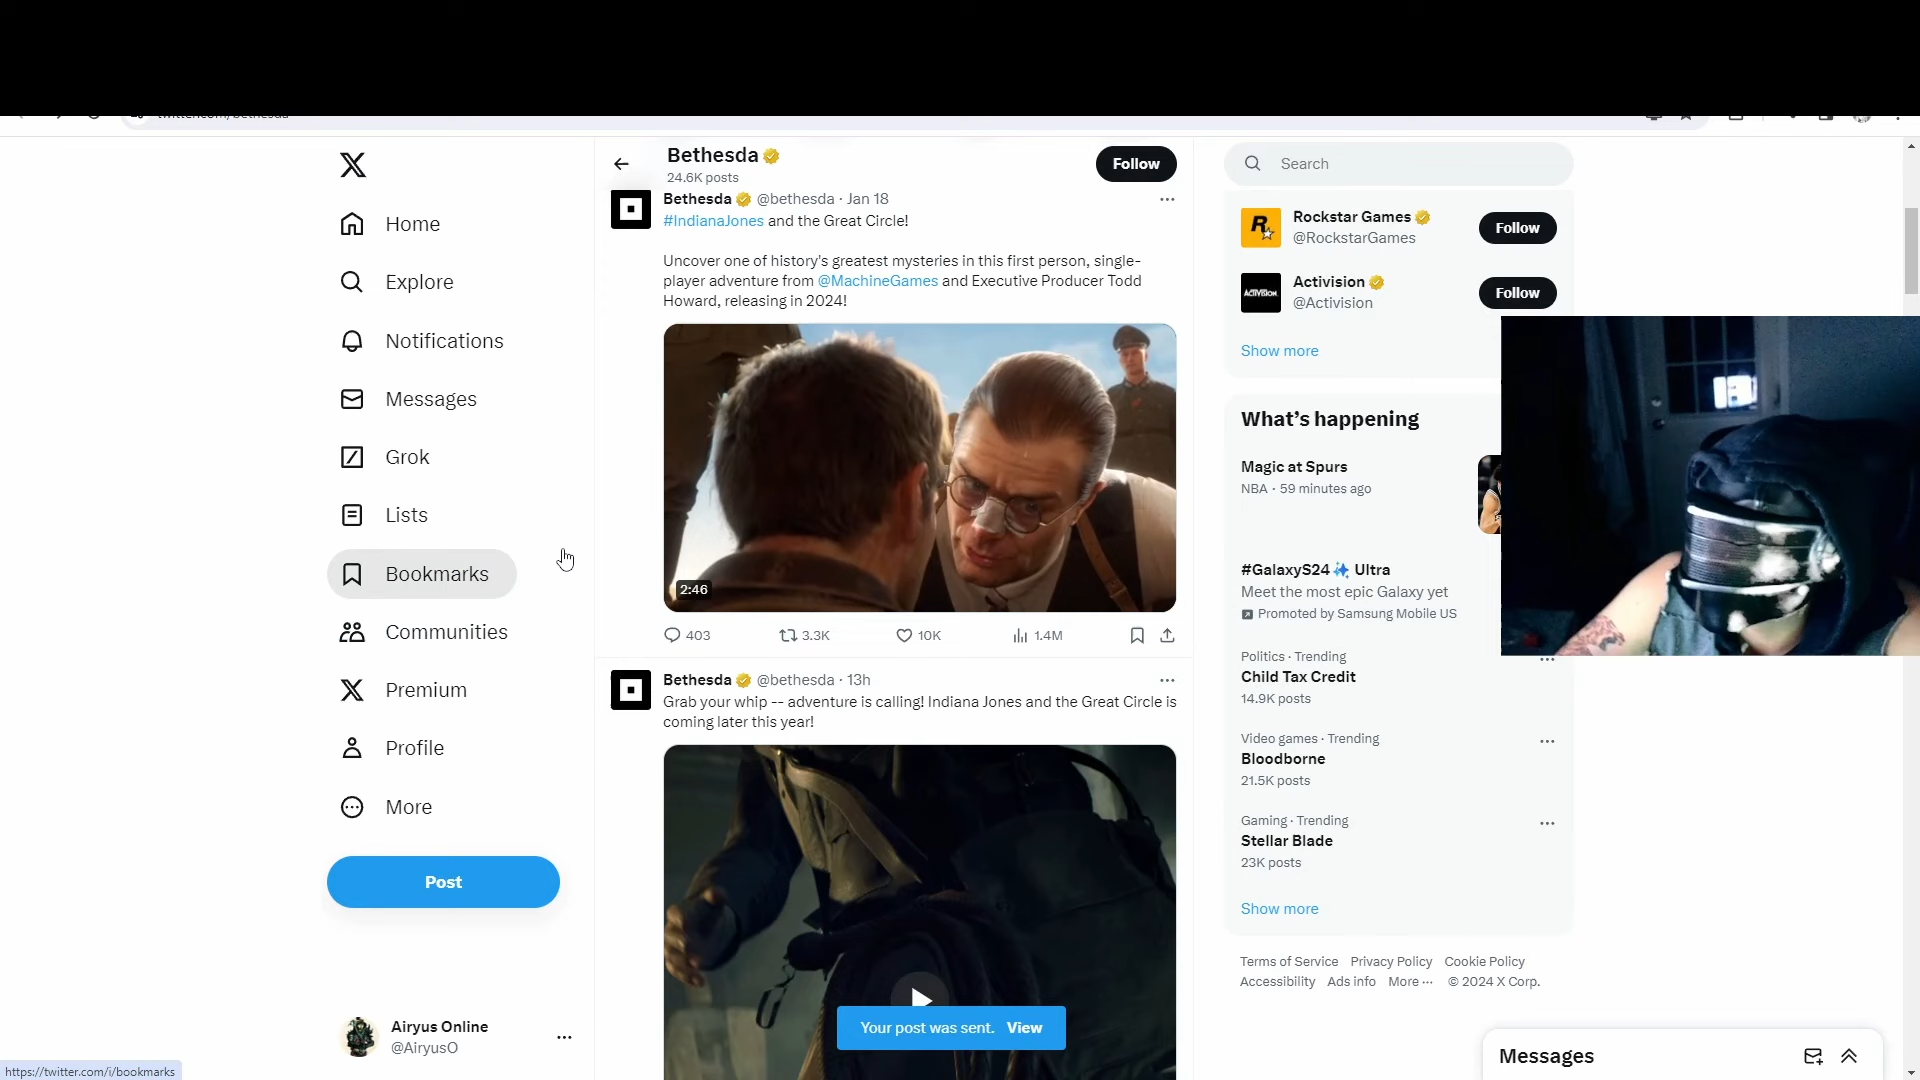 twitter.com/bethesda
Home
Explore
Notifications
Messages
Grok
Lists
Bookmarks
Communities
Premium
Profile
More
Post
Airyus Online
@AiryusO
https://twitter.com/i/bookmarks
Bethesda
24.6K posts
Follow
Bethesda @bethesda · Jan 18
#IndianaJones and the Great Circle!
Uncover one of history's greatest mysteries in this first person, single-
player adventure from @MachineGames and Executive Producer Todd
Howard, releasing in 2024!
2:46
403 3.3K 10K 1.4M
Bethesda @bethesda · 13h
Grab your whip -- adventure is calling! Indiana Jones and the Great Circle is
coming later this year!
Your post was sent. View
Search
Rockstar Games
@RockstarGames
Follow
ACTIVISION
Activision
@Activision
Follow
Show more
What's happening
Magic at Spurs
NBA · 59 minutes ago
#GalaxyS24 Ultra
Meet the most epic Galaxy yet
Promoted by Samsung Mobile US
Politics · Trending
Child Tax Credit
14.9K posts
Video games · Trending
Bloodborne
21.5K posts
Gaming · Trending
Stellar Blade
23K posts
Show more
Terms of Service Privacy Policy Cookie Policy
Accessibility Ads info More ··· © 2024 X Corp.
Messages